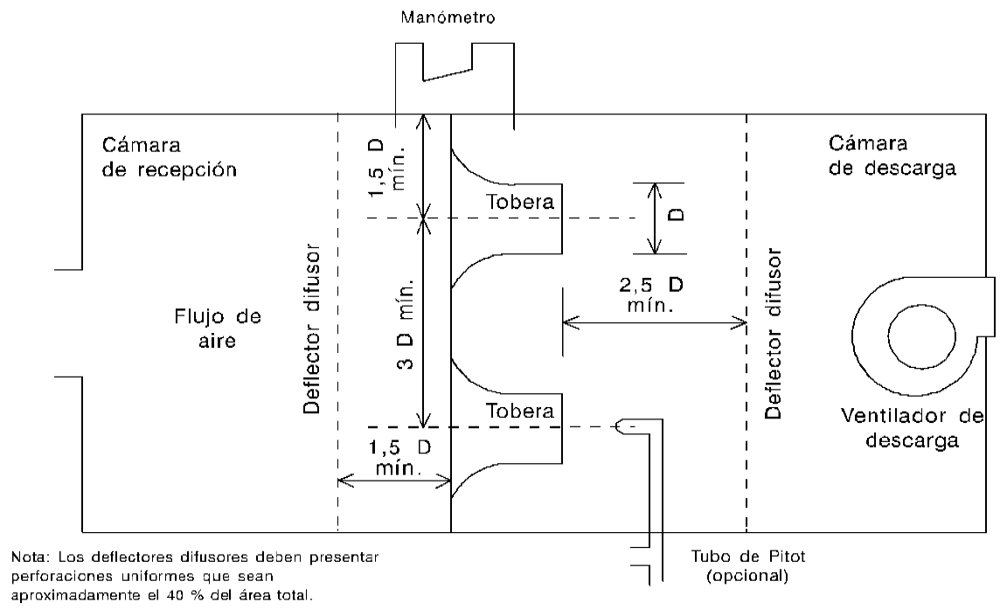 Manómetro
Cámara
de recepción
1,5 D
mín.
Tobera
D
Cámara
de descarga
Flujo de
aire
Deflector difusor
3 D mín.
2,5 D
mín.
Deflector difusor
Tobera
1,5 D
mín.
Ventilador de
descarga
Nota: Los deflectores difusores deben presentar
perforaciones uniformes que sean
aproximadamente el 40 % del área total.
Tubo de Pitot
(opcional)